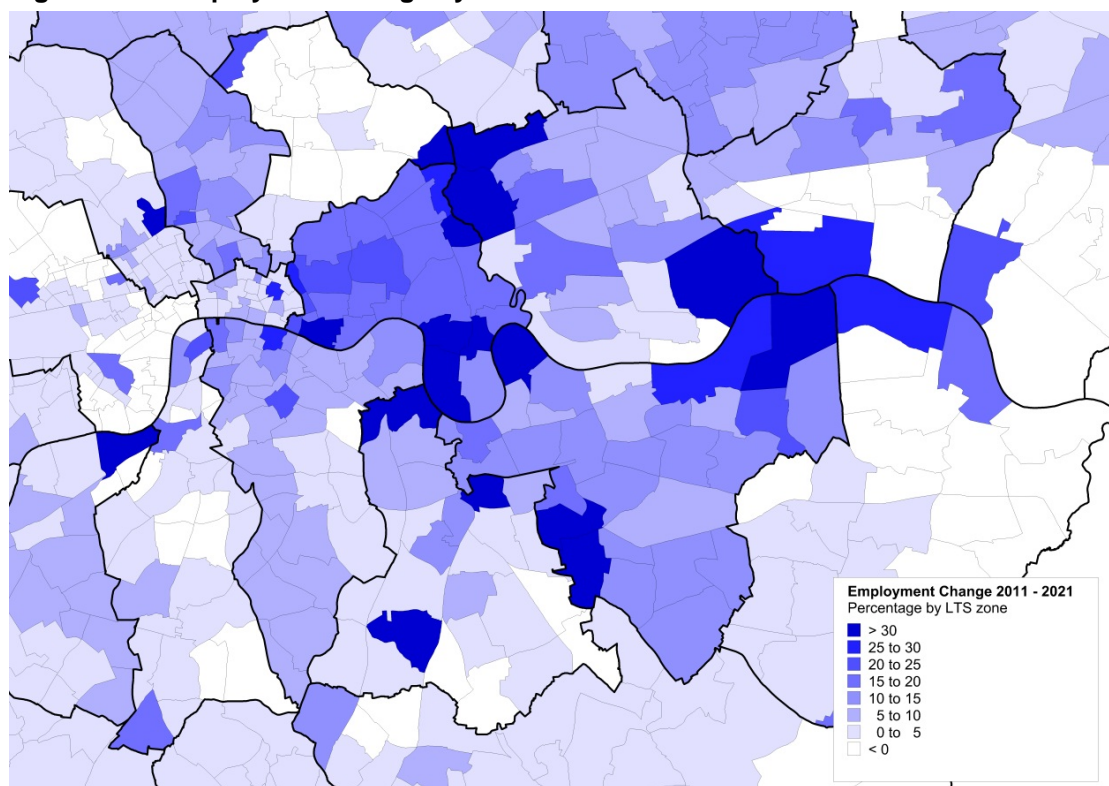 Employment Change 2011 - 2021
Percentage by LTS zone
> 30
25 to 30
20 to 25
15 to 20
10 to 15
5 to 10
0 to 5
< 0